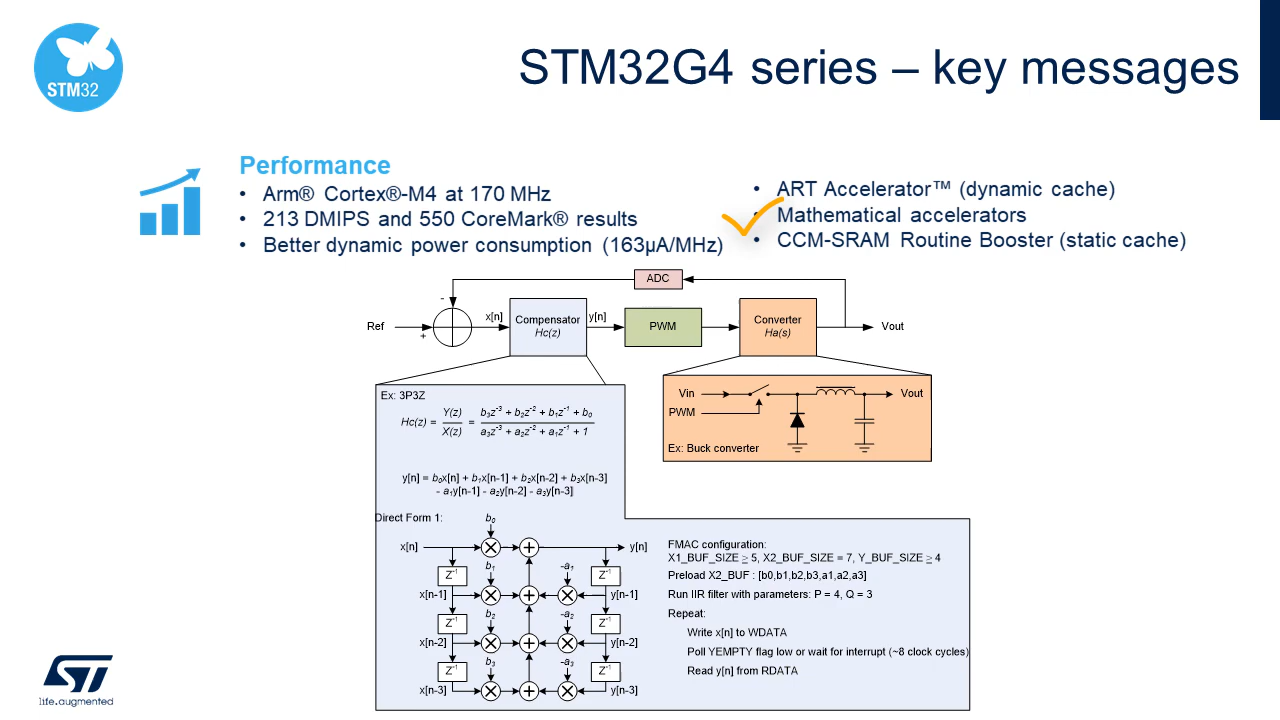 STM32
STM32G4 series – key messages
Performance
• Arm® Cortex®-M4 at 170 MHz
• 213 DMIPS and 550 CoreMark® results
• Better dynamic power consumption (163µA/MHz)
• ART Accelerator™ (dynamic cache)
• Mathematical accelerators
• CCM-SRAM Routine Booster (static cache)
ADC
-
Ref
+
x[n]
Compensator
Hc(z)
y[n]
PWM
Converter
Ha(s)
Vout
Ex: 3P3Z
Hc(z) = Y(z)/X(z) = (b₃z⁻³ + b₂z⁻² + b₁z⁻¹ + b₀)/(a₃z⁻³ + a₂z⁻² + a₁z⁻¹ + 1)
y[n] = b₀x[n] + b₁x[n-1] + b₂x[n-2] + b₃x[n-3]
- a₁y[n-1] - a₂y[n-2] - a₃y[n-3]
Vin
Vout
PWM
Ex: Buck converter
Direct Form 1:
b₀
x[n]
y[n]
Z⁻¹
b₁
-a₁
Z⁻¹
x[n-1]
y[n-1]
Z⁻¹
b₂
-a₂
Z⁻¹
x[n-2]
y[n-2]
Z⁻¹
b₃
-a₃
Z⁻¹
x[n-3]
y[n-3]
FMAC configuration:
X1_BUF_SIZE ≥ 5, X2_BUF_SIZE = 7, Y_BUF_SIZE ≥ 4
Preload X2_BUF : [b0,b1,b2,b3,a1,a2,a3]
Run IIR filter with parameters: P = 4, Q = 3
Repeat:
Write x[n] to WDATA
Poll YEMPTY flag low or wait for interrupt (~8 clock cycles)
Read y[n] from RDATA
ST
life.augmented